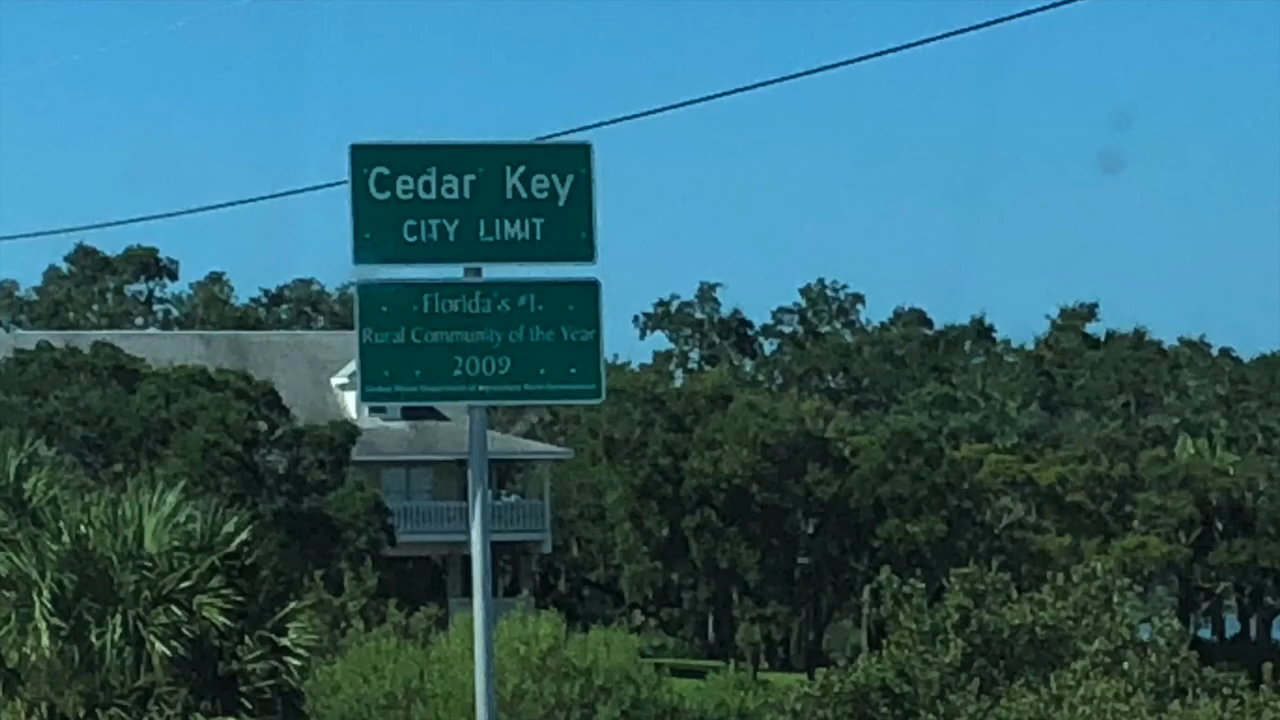 Cedar Key
CITY LIMIT
Florida's #1
Rural Community of the Year
2009